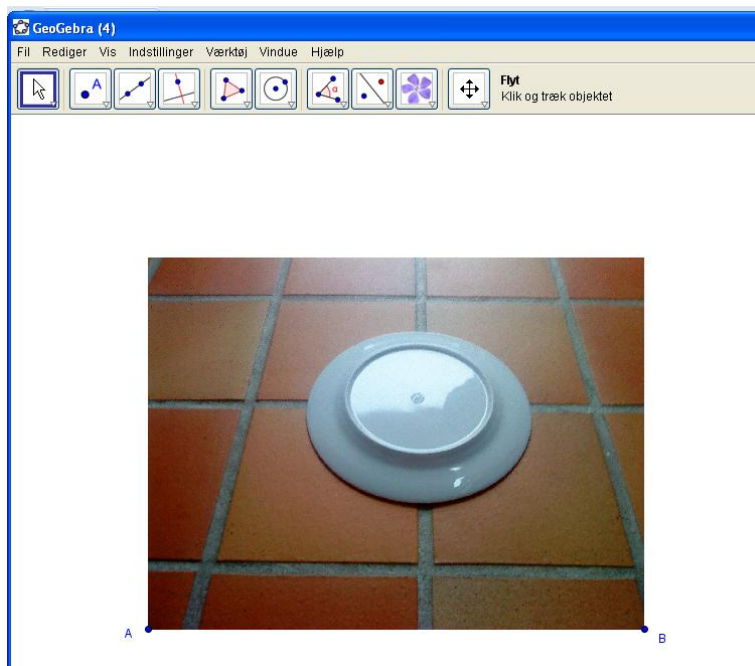 GeoGebra (4)
Fil Rediger Vis Indstillinger Værktøj Vindue Hjælp
A
α
Flyt
Klik og træk objektet
A
B